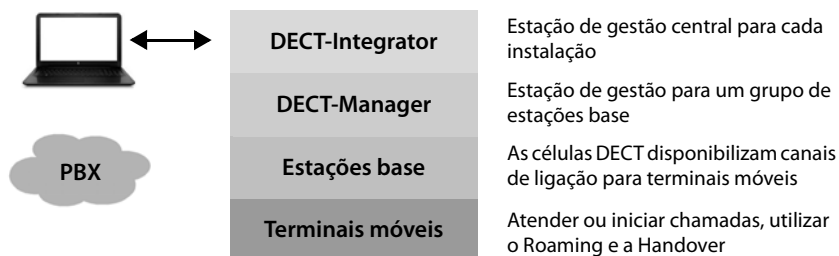 DECT-Integrator
Estação de gestão central para cada
instalação
DECT-Manager
Estação de gestão para um grupo de
estações base
PBX
Estações base
As células DECT disponibilizam canais
de ligação para terminais móveis
Terminais móveis
Atender ou iniciar chamadas, utilizar
o Roaming e a Handover